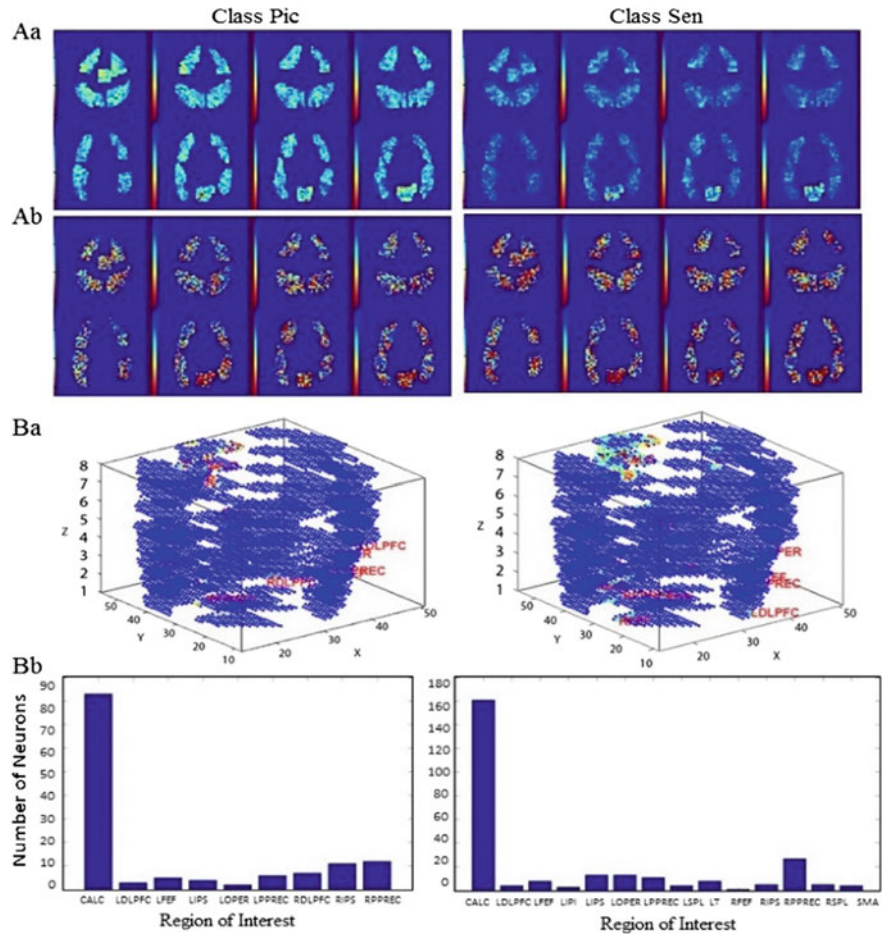 Class Pic
Class Sen
Aa
Ab
Ba
8
7
6
5
4
3
2
1
Z
50
40
30
20
10
Y
20
30
40
50
X
LDLPFC
RDLPFC
8
7
6
5
4
3
2
1
Z
50
40
30
20
10
Y
20
30
40
50
X
PREC
LDLPFC
Bb
Number of Neurons
90
80
70
60
50
40
30
20
10
0
CALC LDLPFC LFEF LIPS LOPER LPPREC RDLPFC RIPS RPPREC
Region of Interest
180
160
140
120
100
80
60
40
20
0
CALC LDLPFC LFEF LIPI LIPS LOPER LPPREC LSPL LT RFEF RIPS RPPREC RSPL SMA
Region of Interest